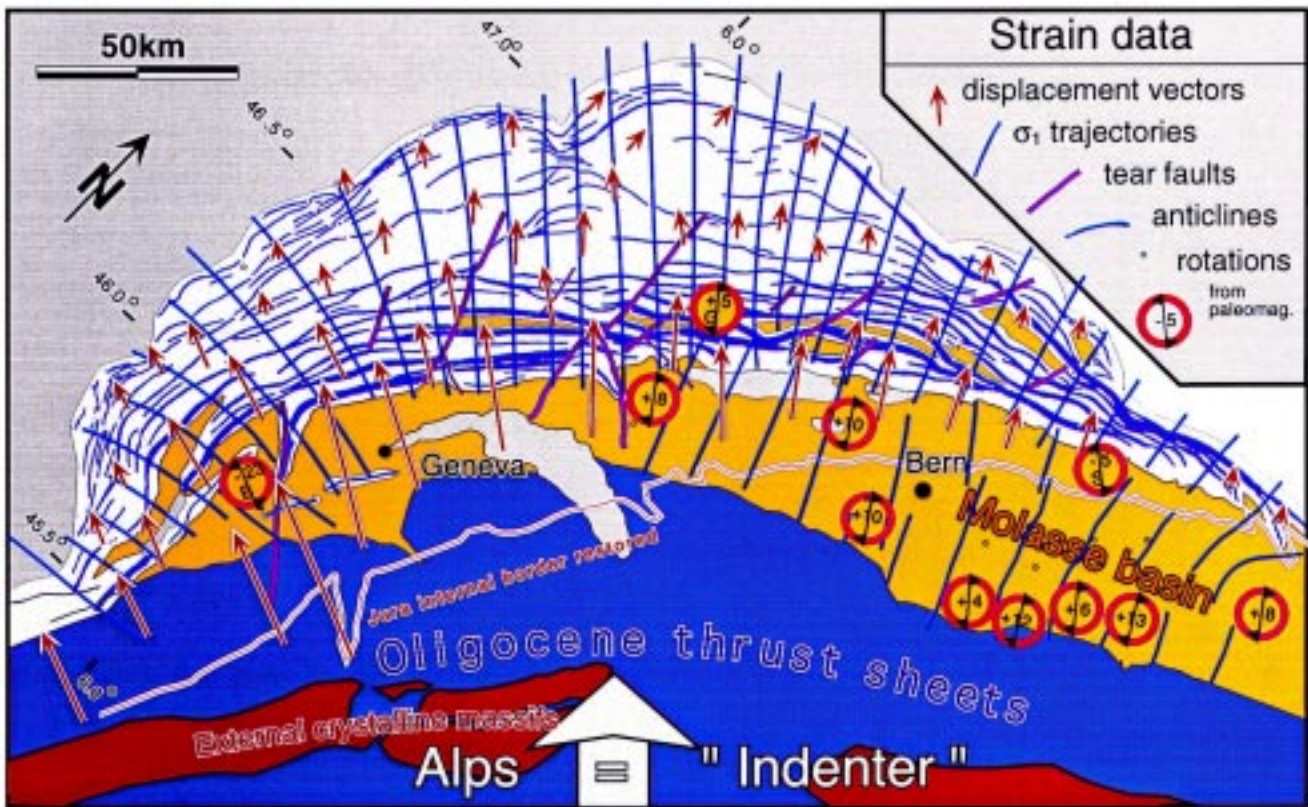 50km
47.0°
6.0°
46.5°
N
46.0°
45.5°
Strain data
displacement vectors
σ1 trajectories
tear faults
anticlines
rotations
from
paleomag.
- 5
+5
+8
+10
Geneva
Bern
+10
Molasse basin
+4
+12
+6
+13
+8
Jura internal border restored
Oligocene thrust sheets
External crystalline massifs
Alps = " Indenter "